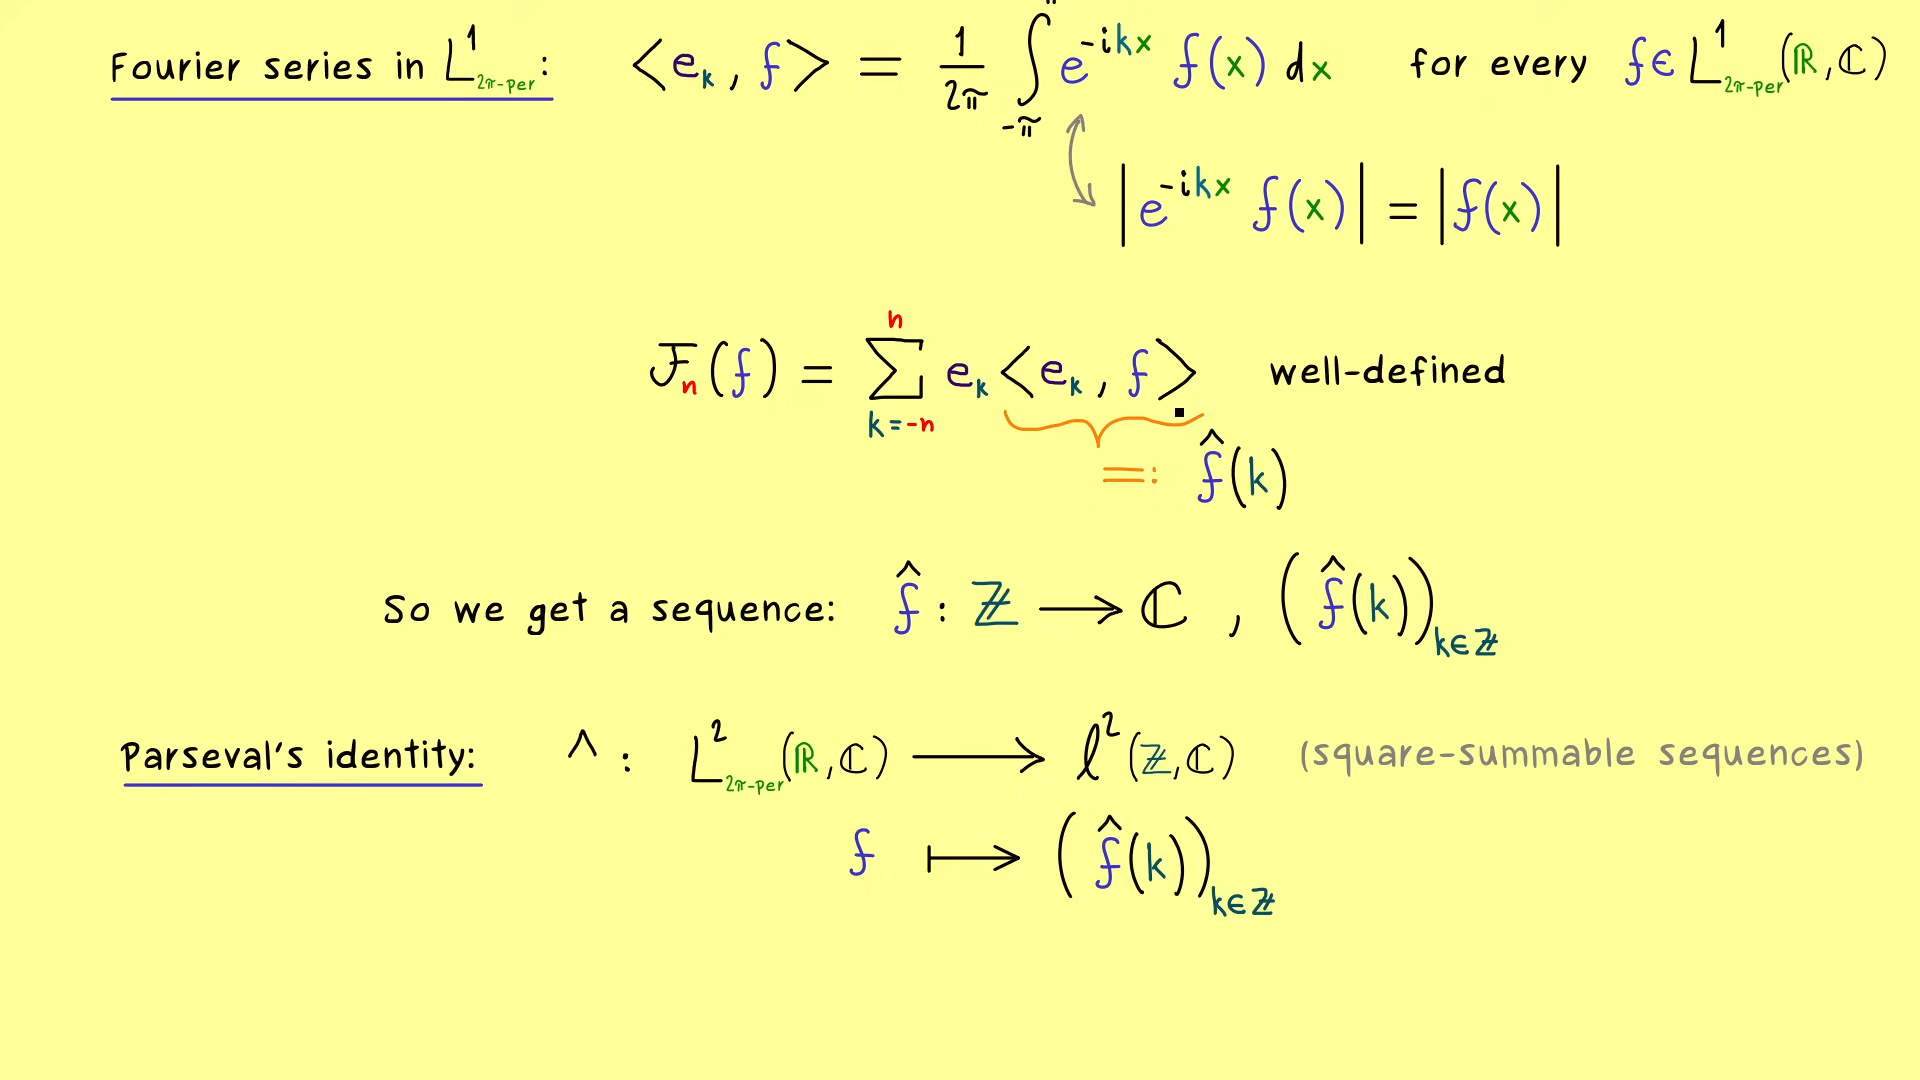 Fourier series in L¹_{2π-per}: <e_k, f> = 1/2π ∫_{-π}^{π} e^{-ikx} f(x) dx for every f ∈ L¹_{2π-per}(ℝ, ℂ)
|e^{-ikx} f(x)| = |f(x)|
ℱ_n(f) = ∑_{k=-n}^{n} e_k <e_k, f> well-defined
=: f̂(k)
So we get a sequence: f̂ : ℤ ⟶ ℂ , (f̂(k))_{k∈ℤ}
Parseval's identity: ∧ : L²_{2π-per}(ℝ, ℂ) ⟶ ℓ²(ℤ, ℂ) (square-summable sequences)
f ⟼ (f̂(k))_{k∈ℤ}